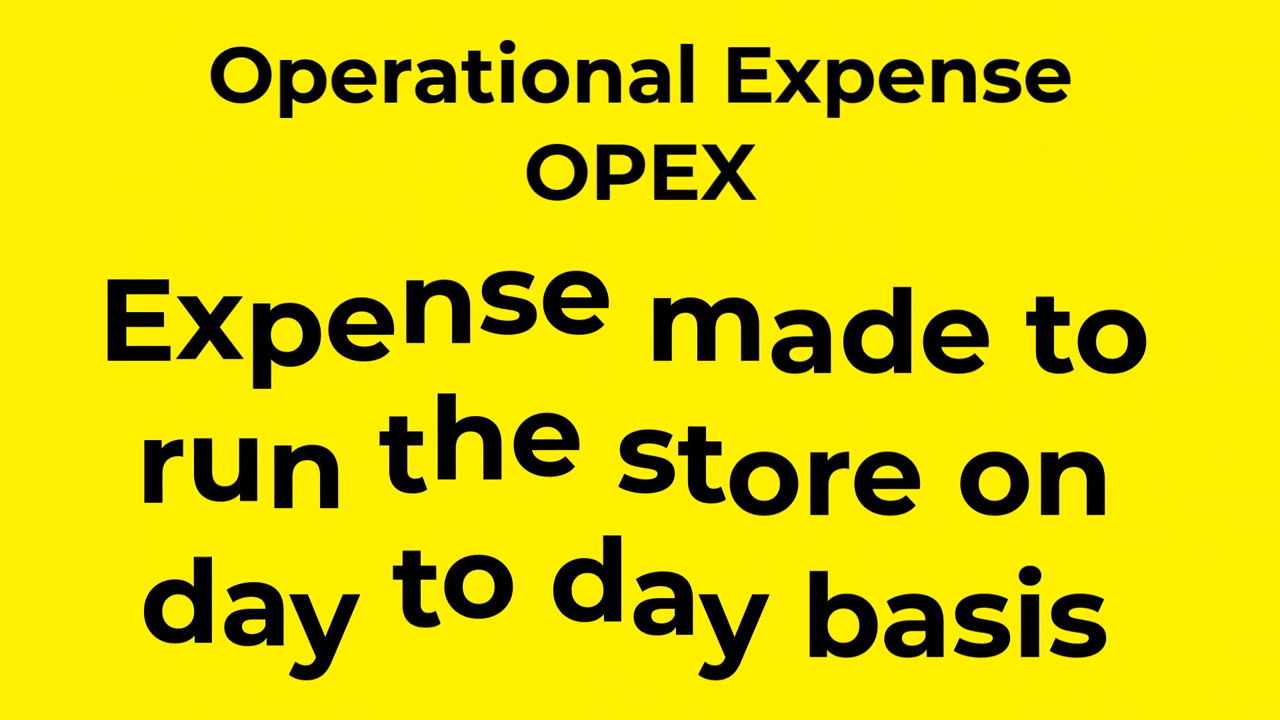 Operational Expense
OPEX
Expense made to
run the store on
day to day basis